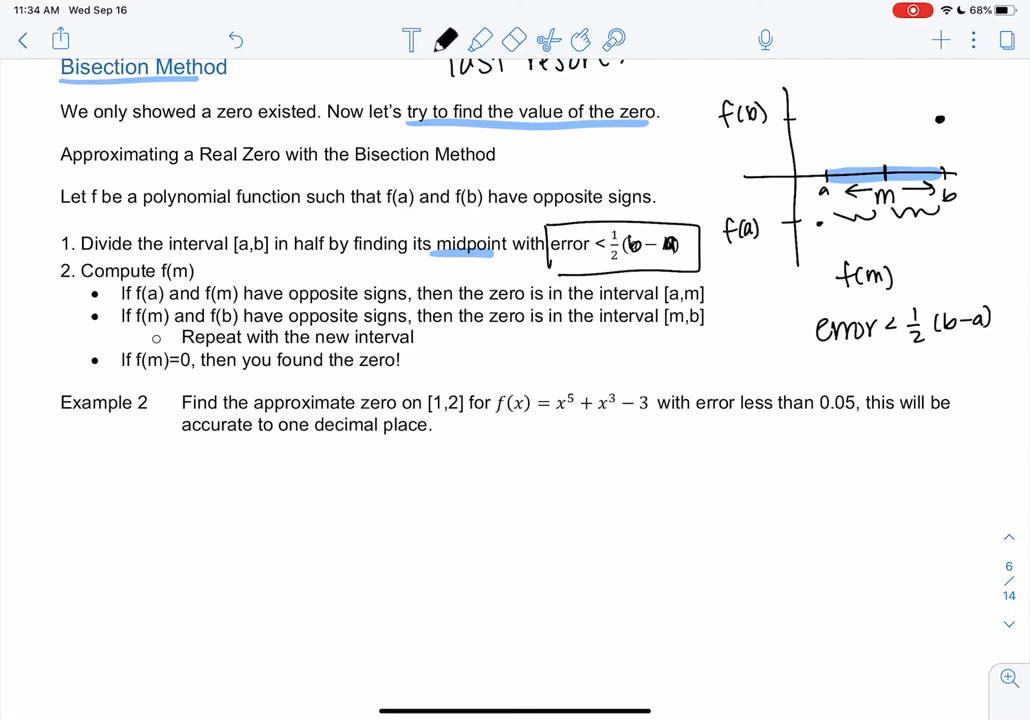 11:34 AM Wed Sep 16
68%
Bisection Method
last resort!
We only showed a zero existed. Now let's try to find the value of the zero.
f(b)
Approximating a Real Zero with the Bisection Method
Let f be a polynomial function such that f(a) and f(b) have opposite signs.
a m b
f(a)
1. Divide the interval [a,b] in half by finding its midpoint with error < 1/2 (b – a)
2. Compute f(m)
f(m)
• If f(a) and f(m) have opposite signs, then the zero is in the interval [a,m]
• If f(m) and f(b) have opposite signs, then the zero is in the interval [m,b]
error < 1/2 (b-a)
o Repeat with the new interval
• If f(m)=0, then you found the zero!
Example 2 Find the approximate zero on [1,2] for f(x) = x⁵ + x³ − 3 with error less than 0.05, this will be
accurate to one decimal place.
6
/
14